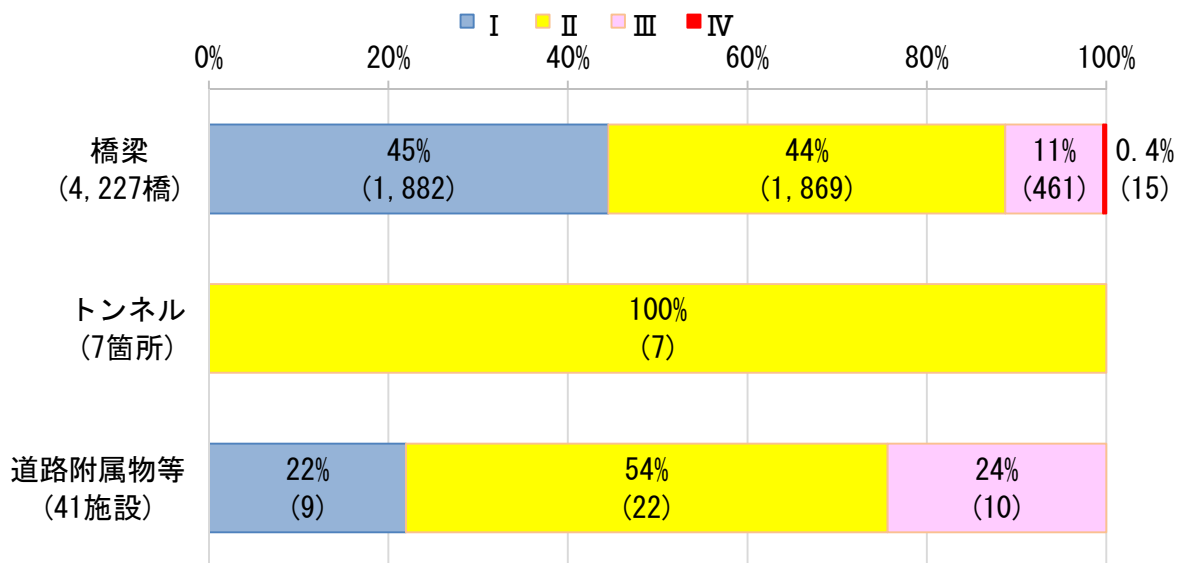 Ⅰ Ⅱ Ⅲ Ⅳ
0% 20% 40% 60% 80% 100%
橋梁
(4,227橋)
45%
(1,882)
44%
(1,869)
11%
(461)
0.4%
(15)
トンネル
(7箇所)
100%
(7)
道路附属物等
(41施設)
22%
(9)
54%
(22)
24%
(10)